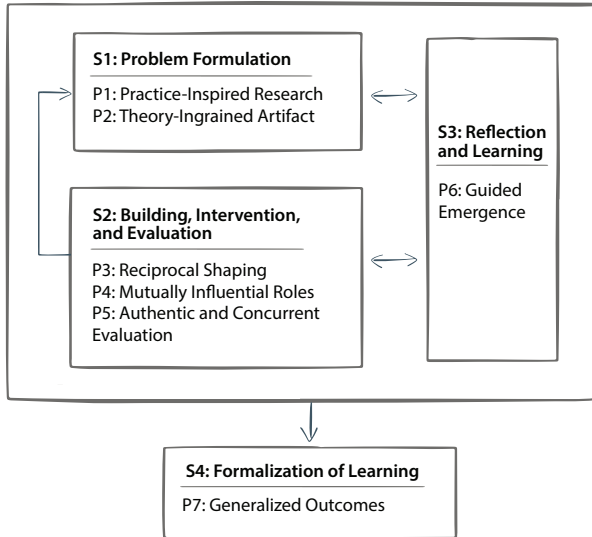 S1: Problem Formulation
P1: Practice-Inspired Research
P2: Theory-Ingrained Artifact
S2: Building, Intervention,
and Evaluation
P3: Reciprocal Shaping
P4: Mutually Influential Roles
P5: Authentic and Concurrent
Evaluation
S3: Reflection
and Learning
P6: Guided
Emergence
S4: Formalization of Learning
P7: Generalized Outcomes